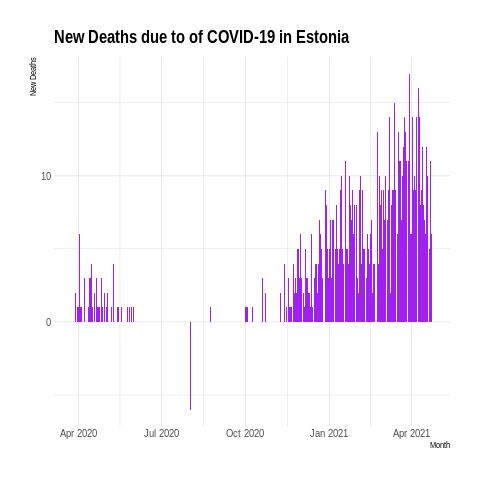 New Deaths due to of COVID-19 in Estonia
New Deaths
10
0
Apr 2020 Jul 2020 Oct 2020 Jan 2021 Apr 2021
Month